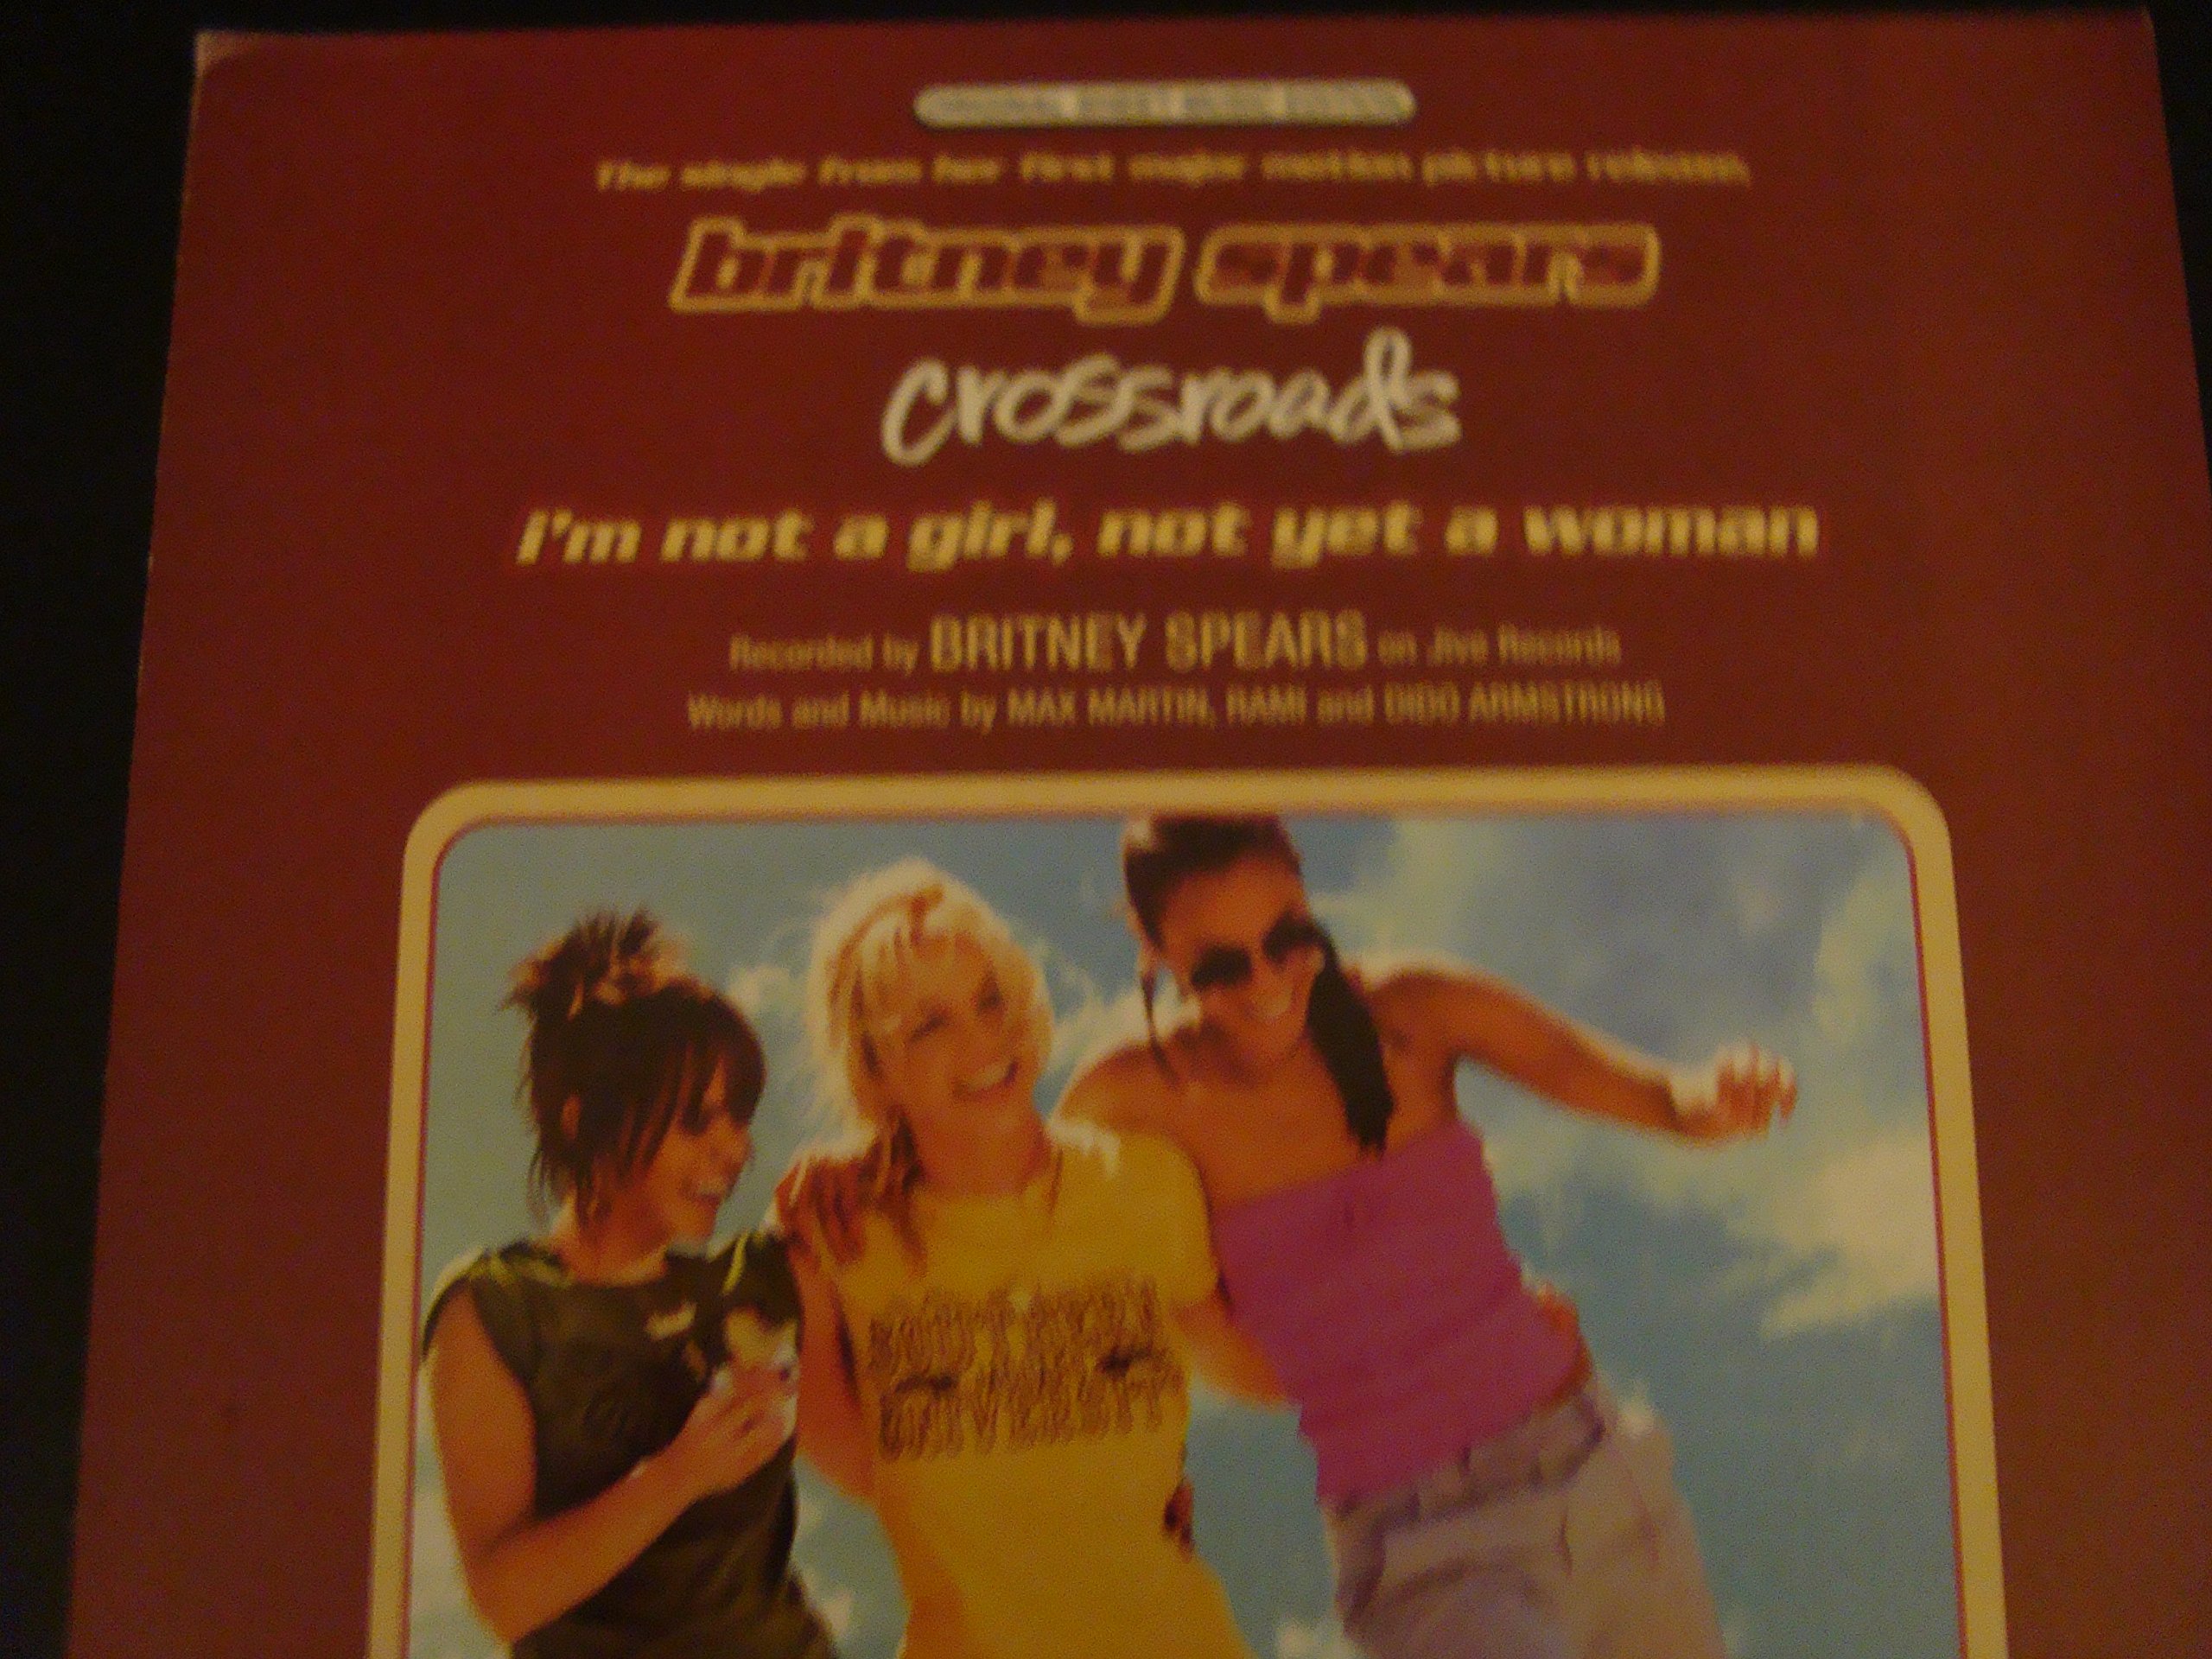 The single from her first major motion picture release,
britney spears
crossroads
I'm not a girl, not yet a woman
Recorded by BRITNEY SPEARS on Jive Records
Words and Music by MAX MARTIN, RAMI and DIDO ARMSTRONG
UNIVERSITY